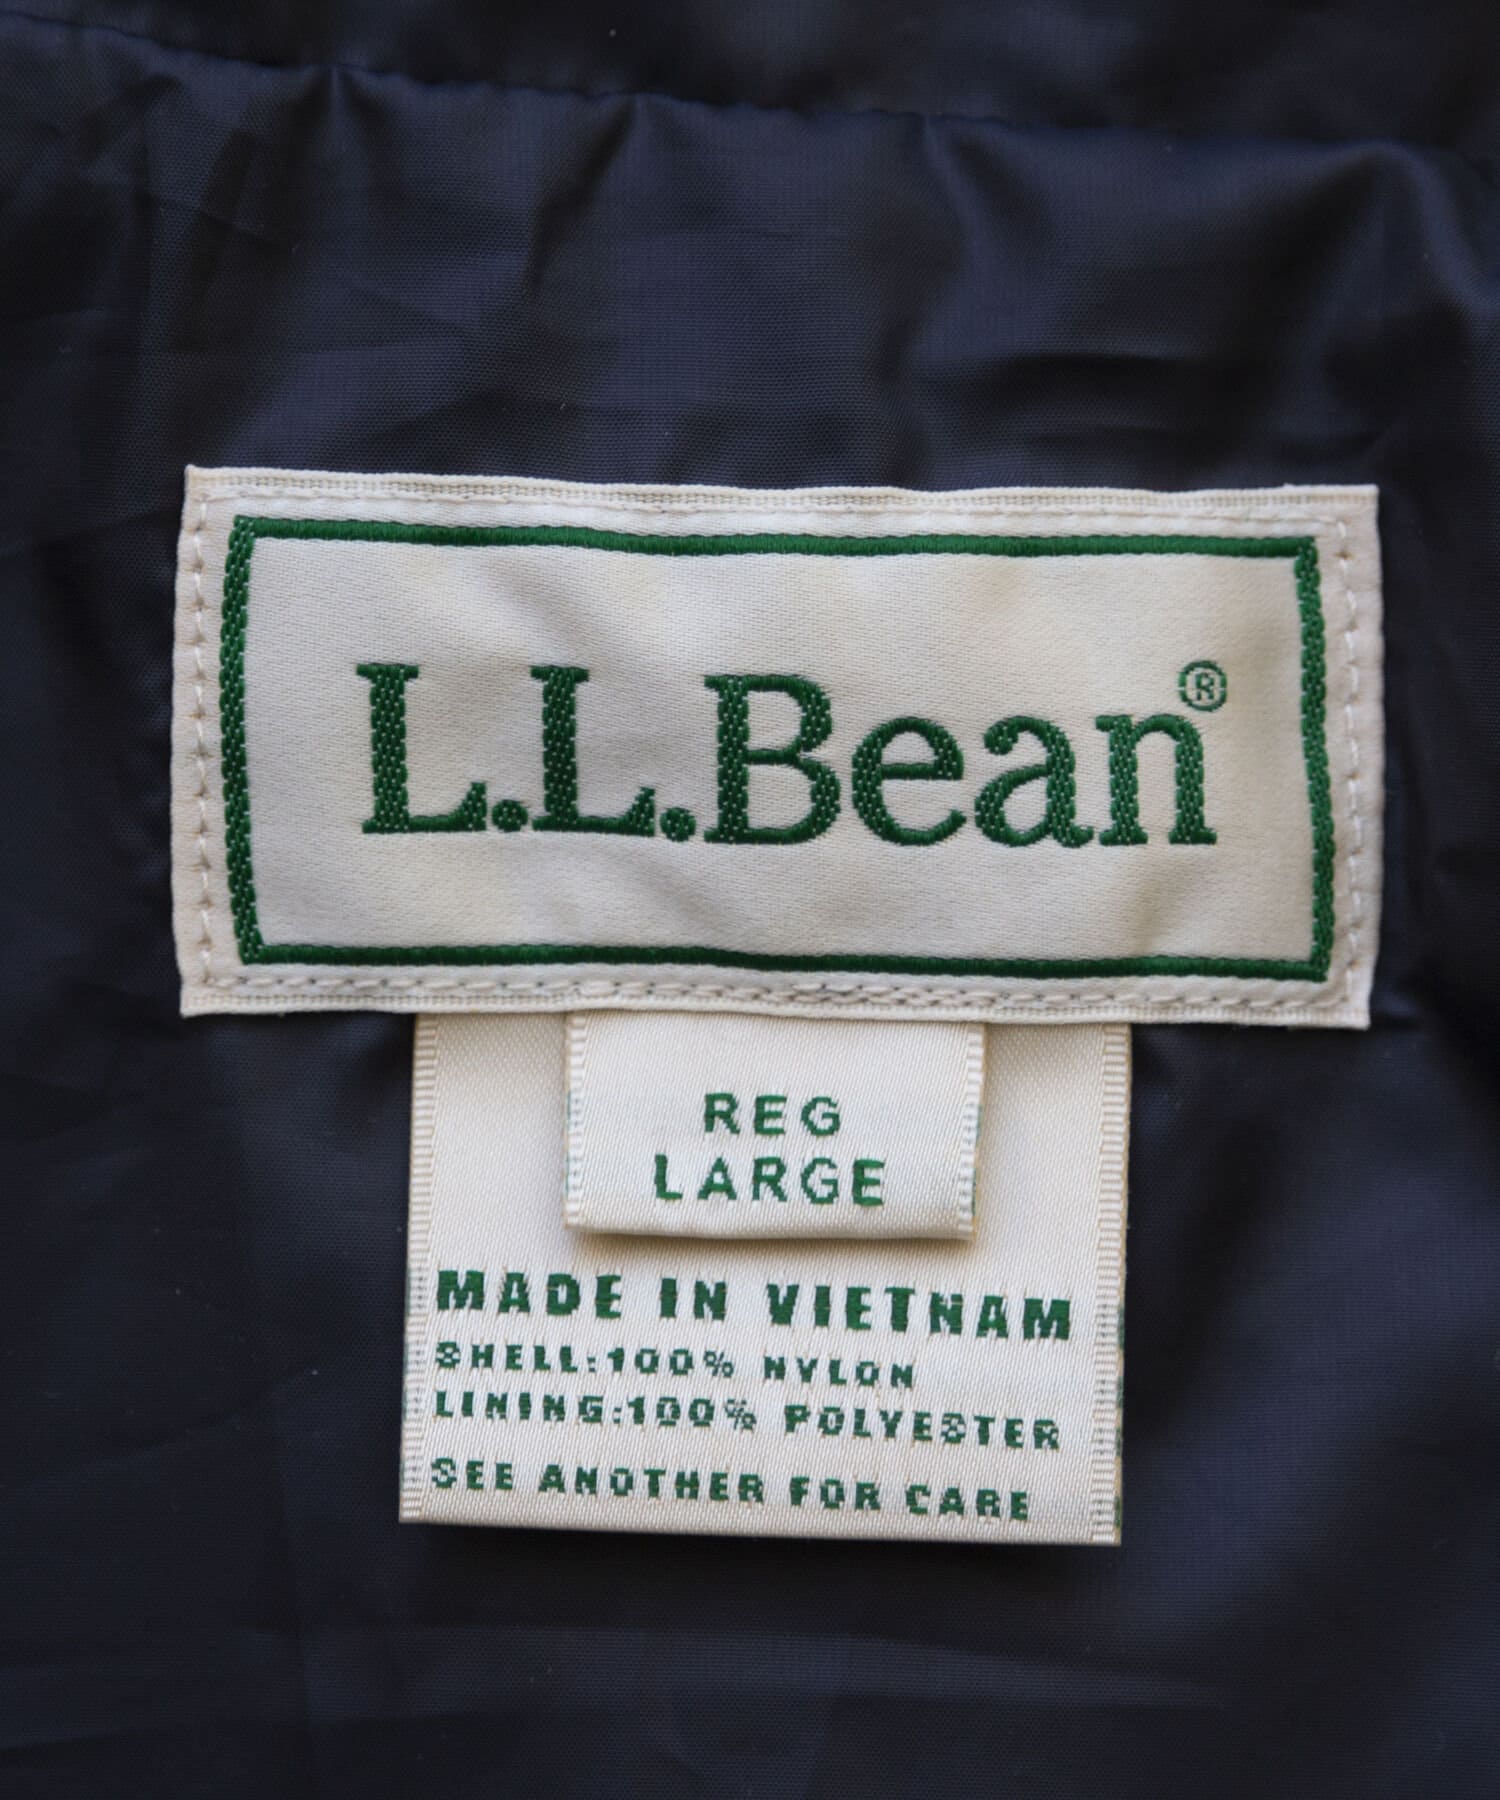 L.L.Bean®
REG
LARGE
MADE IN VIETNAM
SHELL:100% NYLON
LINING:100% POLYESTER
SEE ANOTHER FOR CARE